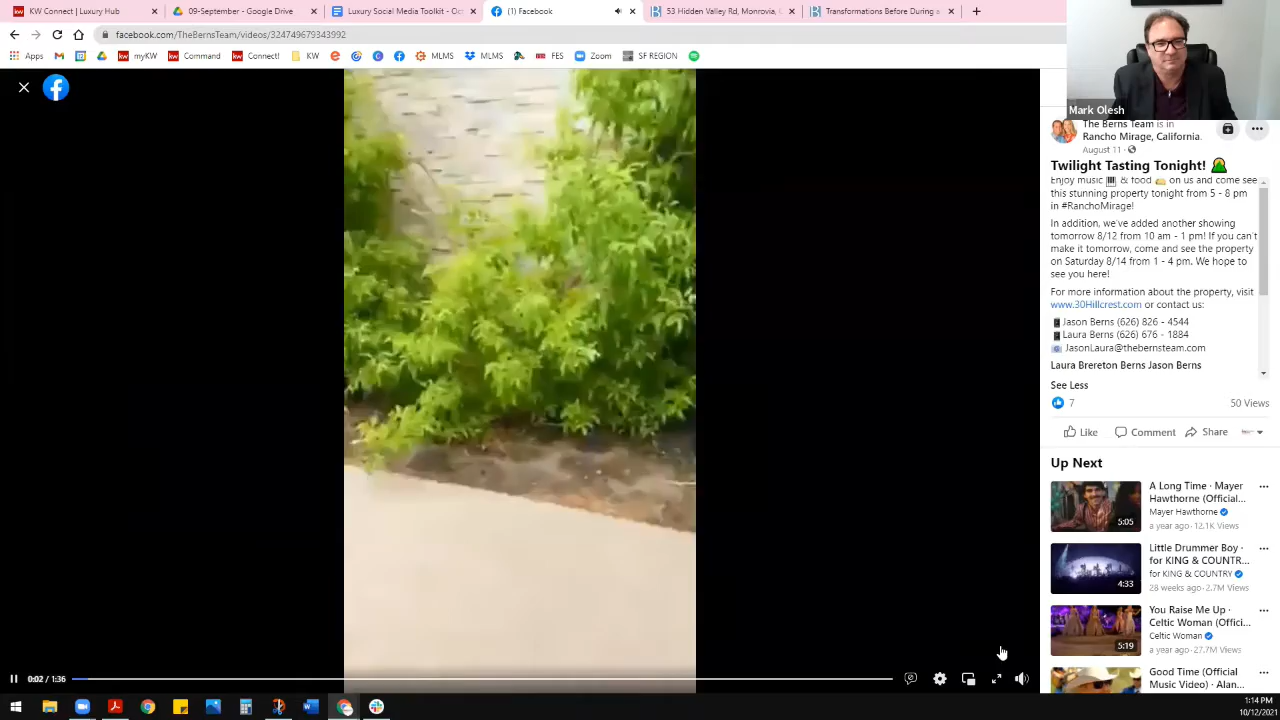 KW Connect | Luxury Hub
09-September - Google Drive
Luxury Social Media Toolkit - Oct
(1) Facebook
53 Hidden Valley Rd, Monrovia, 
Transformations Before During a
facebook.com/TheBernsTeam/videos/324749679343992
Apps
myKW
Command
Connect!
KW
MLMS
MLMS
FES
Zoom
SF REGION
Mark Olesh
The Berns Team is in
Rancho Mirage, California.
August 11
Twilight Tasting Tonight!
Enjoy music & food on us and come see
this stunning property tonight from 5 - 8 pm
in #RanchoMirage!
In addition, we've added another showing
tomorrow 8/12 from 10 am - 1 pm! If you can't
make it tomorrow, come and see the property
on Saturday 8/14 from 1 - 4 pm. We hope to
see you here!
For more information about the property, visit
www.30Hillcrest.com or contact us:
Jason Berns (626) 826 - 4544
Laura Berns (626) 676 - 1884
JasonLaura@thebernsteam.com
Laura Brereton Berns Jason Berns
See Less
7
50 Views
Like
Comment
Share
Up Next
A Long Time · Mayer
Hawthorne (Official...
Mayer Hawthorne
a year ago · 12.1K Views
5:05
Little Drummer Boy ·
for KING & COUNTR...
for KING & COUNTRY
28 weeks ago · 2.7M Views
4:33
You Raise Me Up ·
Celtic Woman (Offici...
Celtic Woman
a year ago · 27.7M Views
5:19
Good Time (Official
Music Video) · Alan...
0:02 / 1:36
1:14 PM
10/12/2021